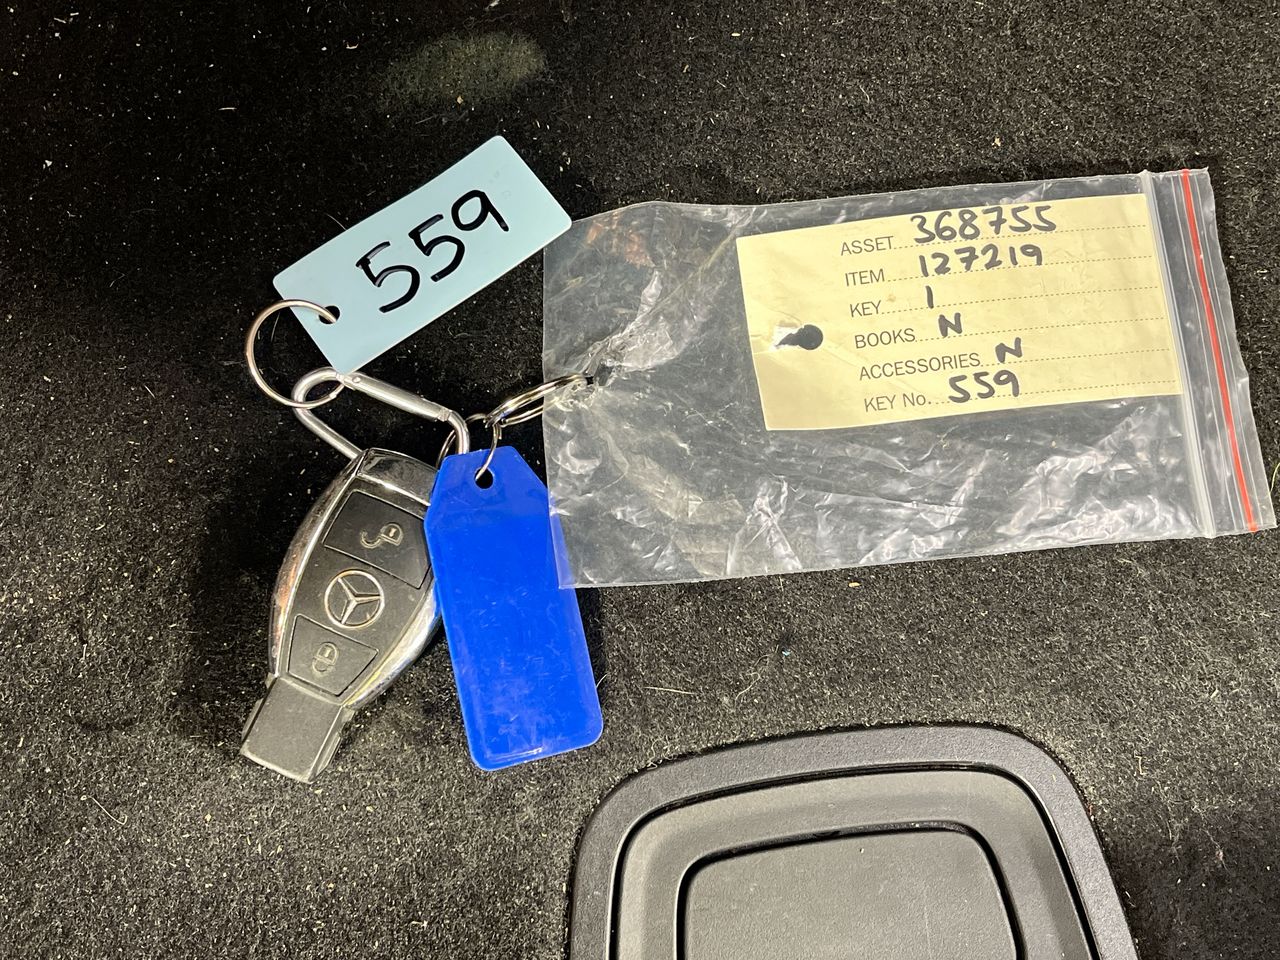 559
ASSET 368755
ITEM 127219
KEY 1
BOOKS N
ACCESSORIES N
KEY No. 559